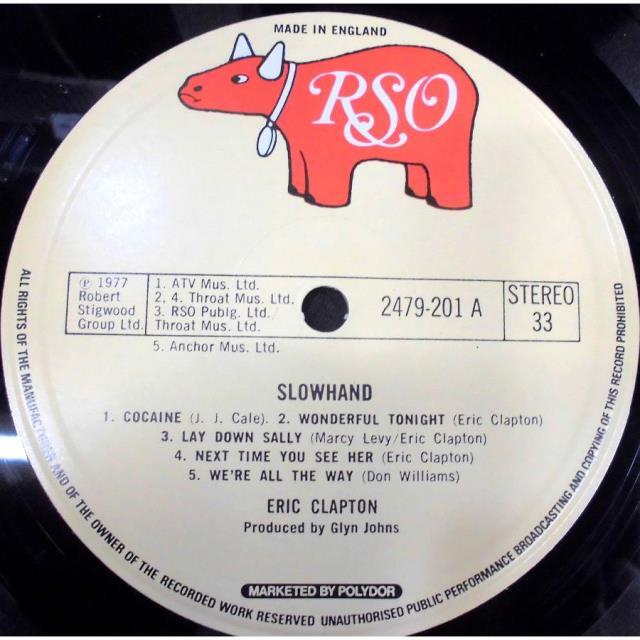 MADE IN ENGLAND
RSO
℗ 1977
Robert
Stigwood
Group Ltd.
1. ATV Mus. Ltd.
2, 4. Throat Mus. Ltd.
3. RSO Publg. Ltd./
Throat Mus. Ltd.
5. Anchor Mus. Ltd.
2479-201 A
STEREO
33
SLOWHAND
1. COCAINE (J. J. Cale). 2. WONDERFUL TONIGHT (Eric Clapton)
3. LAY DOWN SALLY (Marcy Levy/Eric Clapton)
4. NEXT TIME YOU SEE HER (Eric Clapton)
5. WE'RE ALL THE WAY (Don Williams)
ERIC CLAPTON
Produced by Glyn Johns
MARKETED BY POLYDOR
ALL RIGHTS OF THE MANUFACTURER AND OF THE OWNER OF THE RECORDED WORK RESERVED UNAUTHORISED PUBLIC PERFORMANCE BROADCASTING AND COPYING OF THIS RECORD PROHIBITED